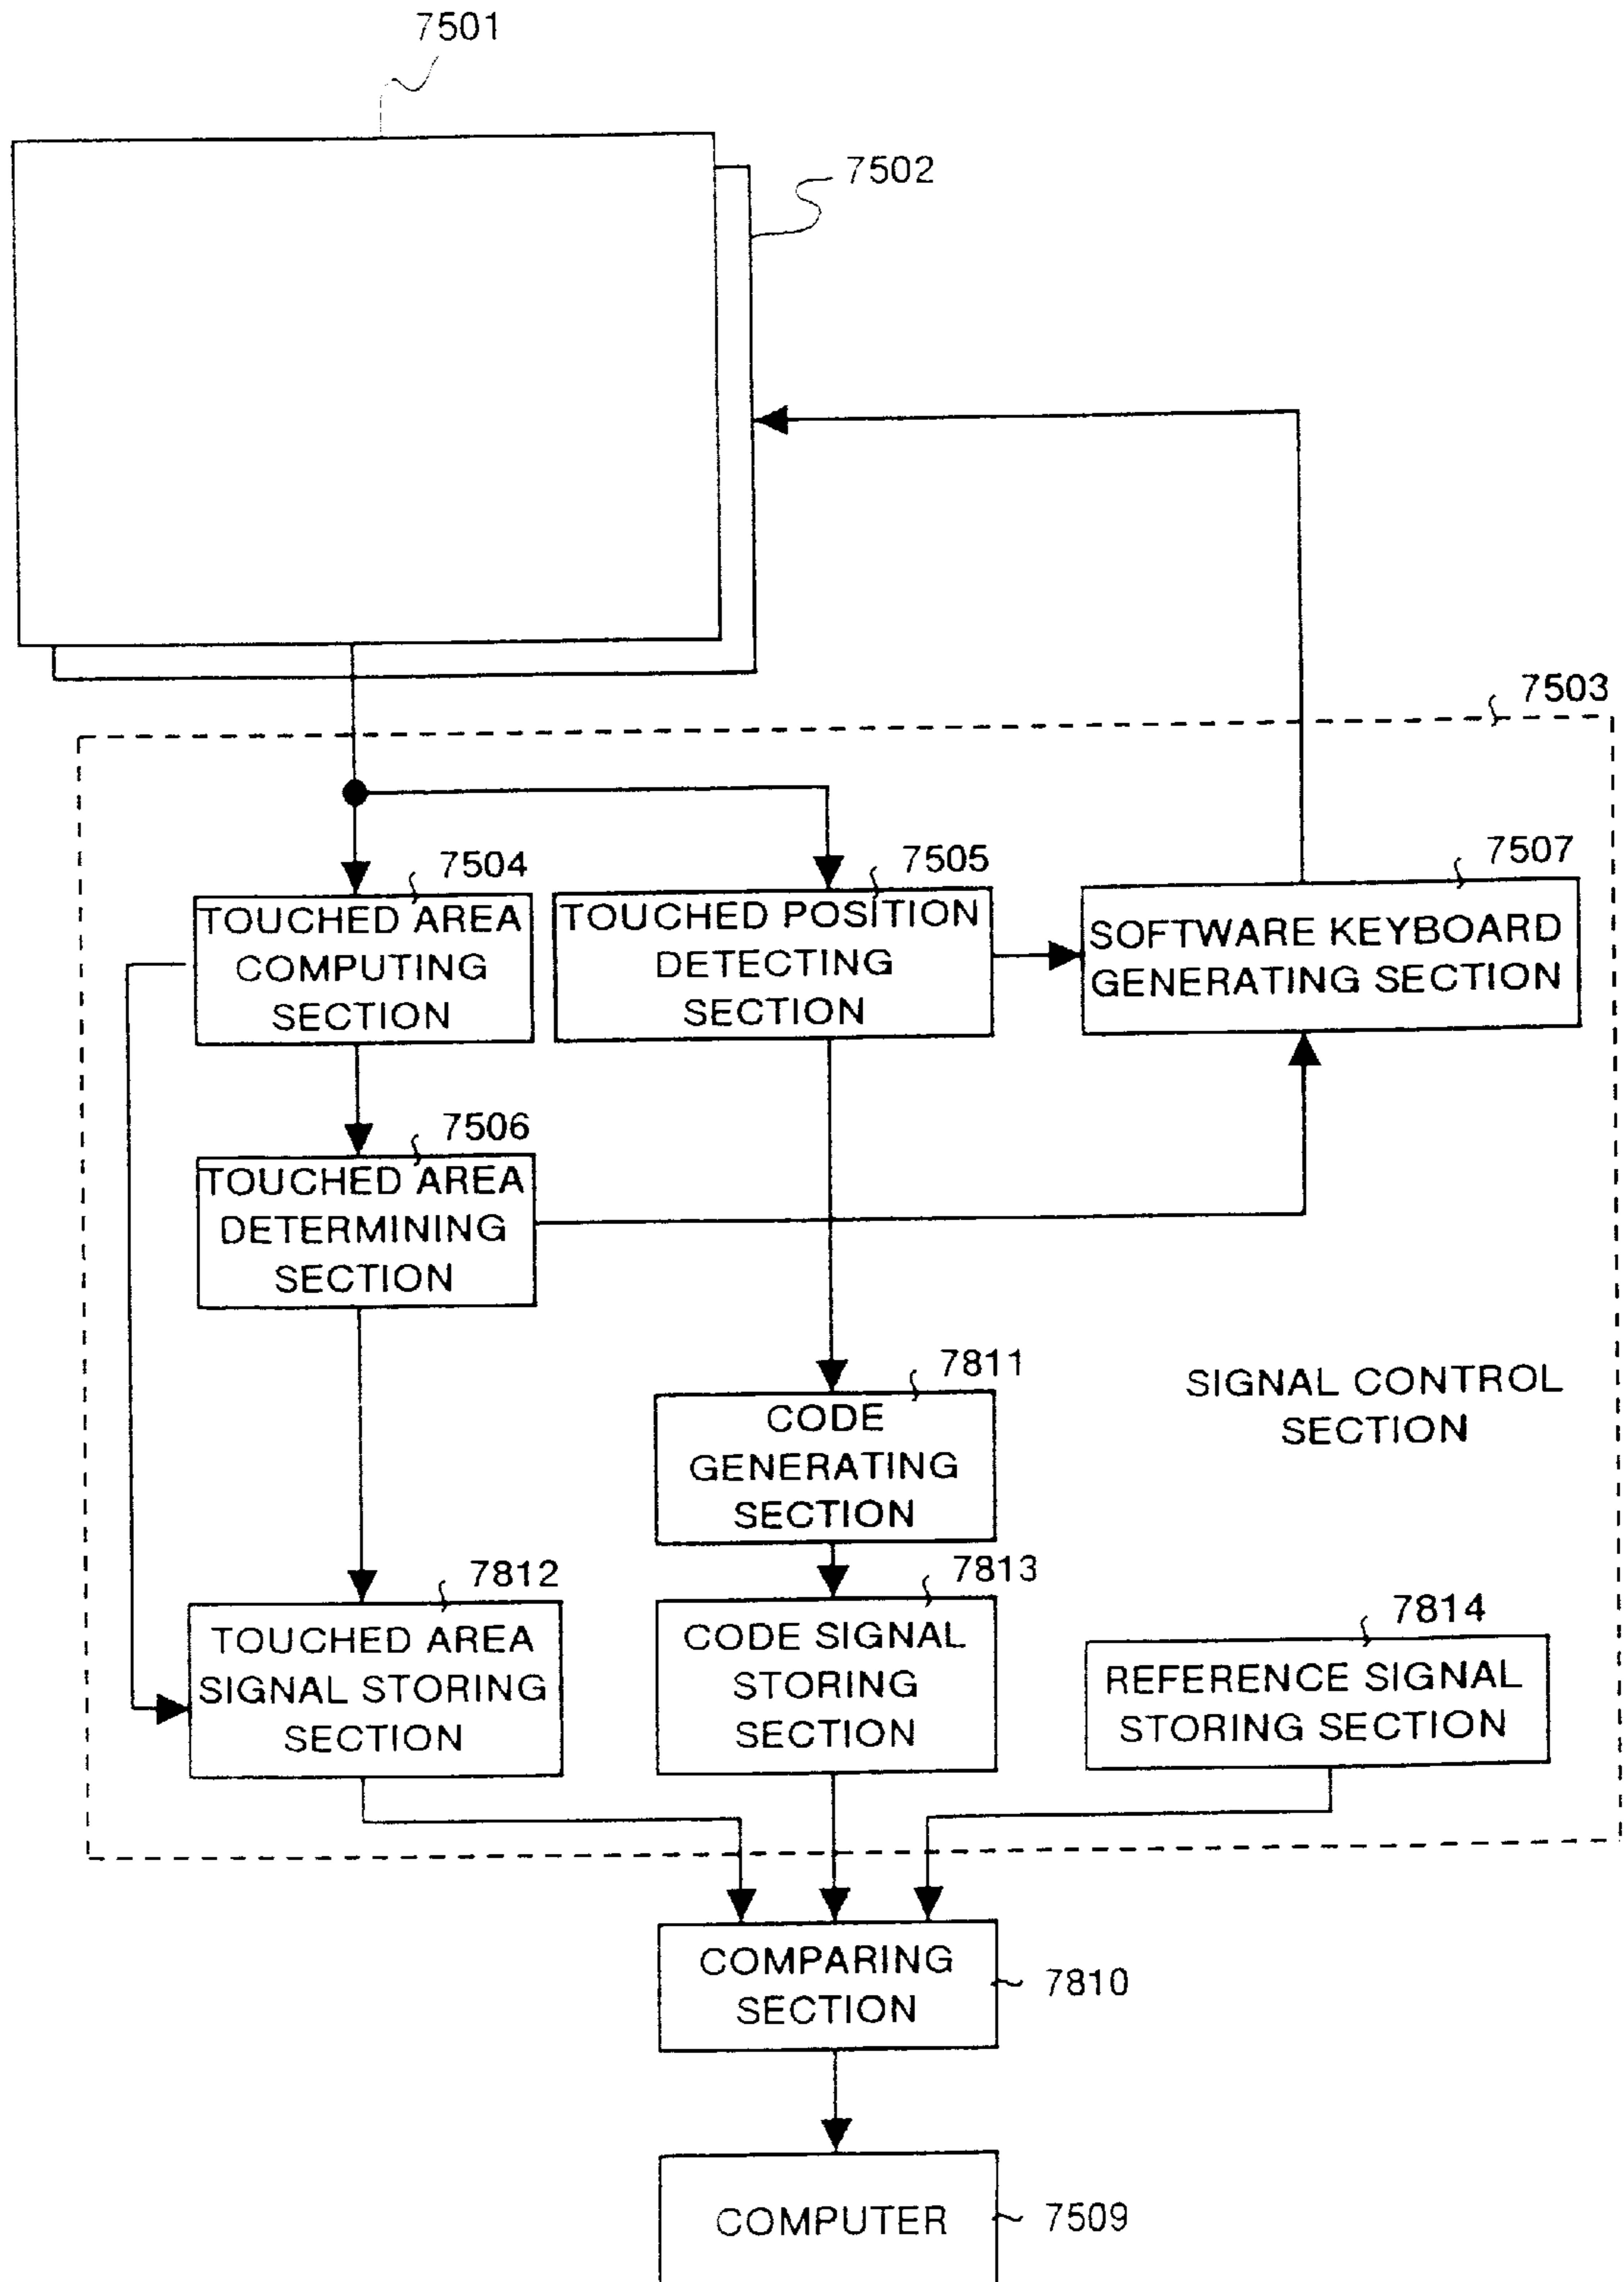 7501
7502
7503
7504
TOUCHED AREA
COMPUTING
SECTION
7505
TOUCHED POSITION
DETECTING
SECTION
7507
SOFTWARE KEYBOARD
GENERATING SECTION
7506
TOUCHED AREA
DETERMINING
SECTION
7811
CODE
GENERATING
SECTION
SIGNAL CONTROL
SECTION
7812
TOUCHED AREA
SIGNAL STORING
SECTION
7813
CODE SIGNAL
STORING
SECTION
7814
REFERENCE SIGNAL
STORING SECTION
COMPARING
SECTION
7810
COMPUTER
7509